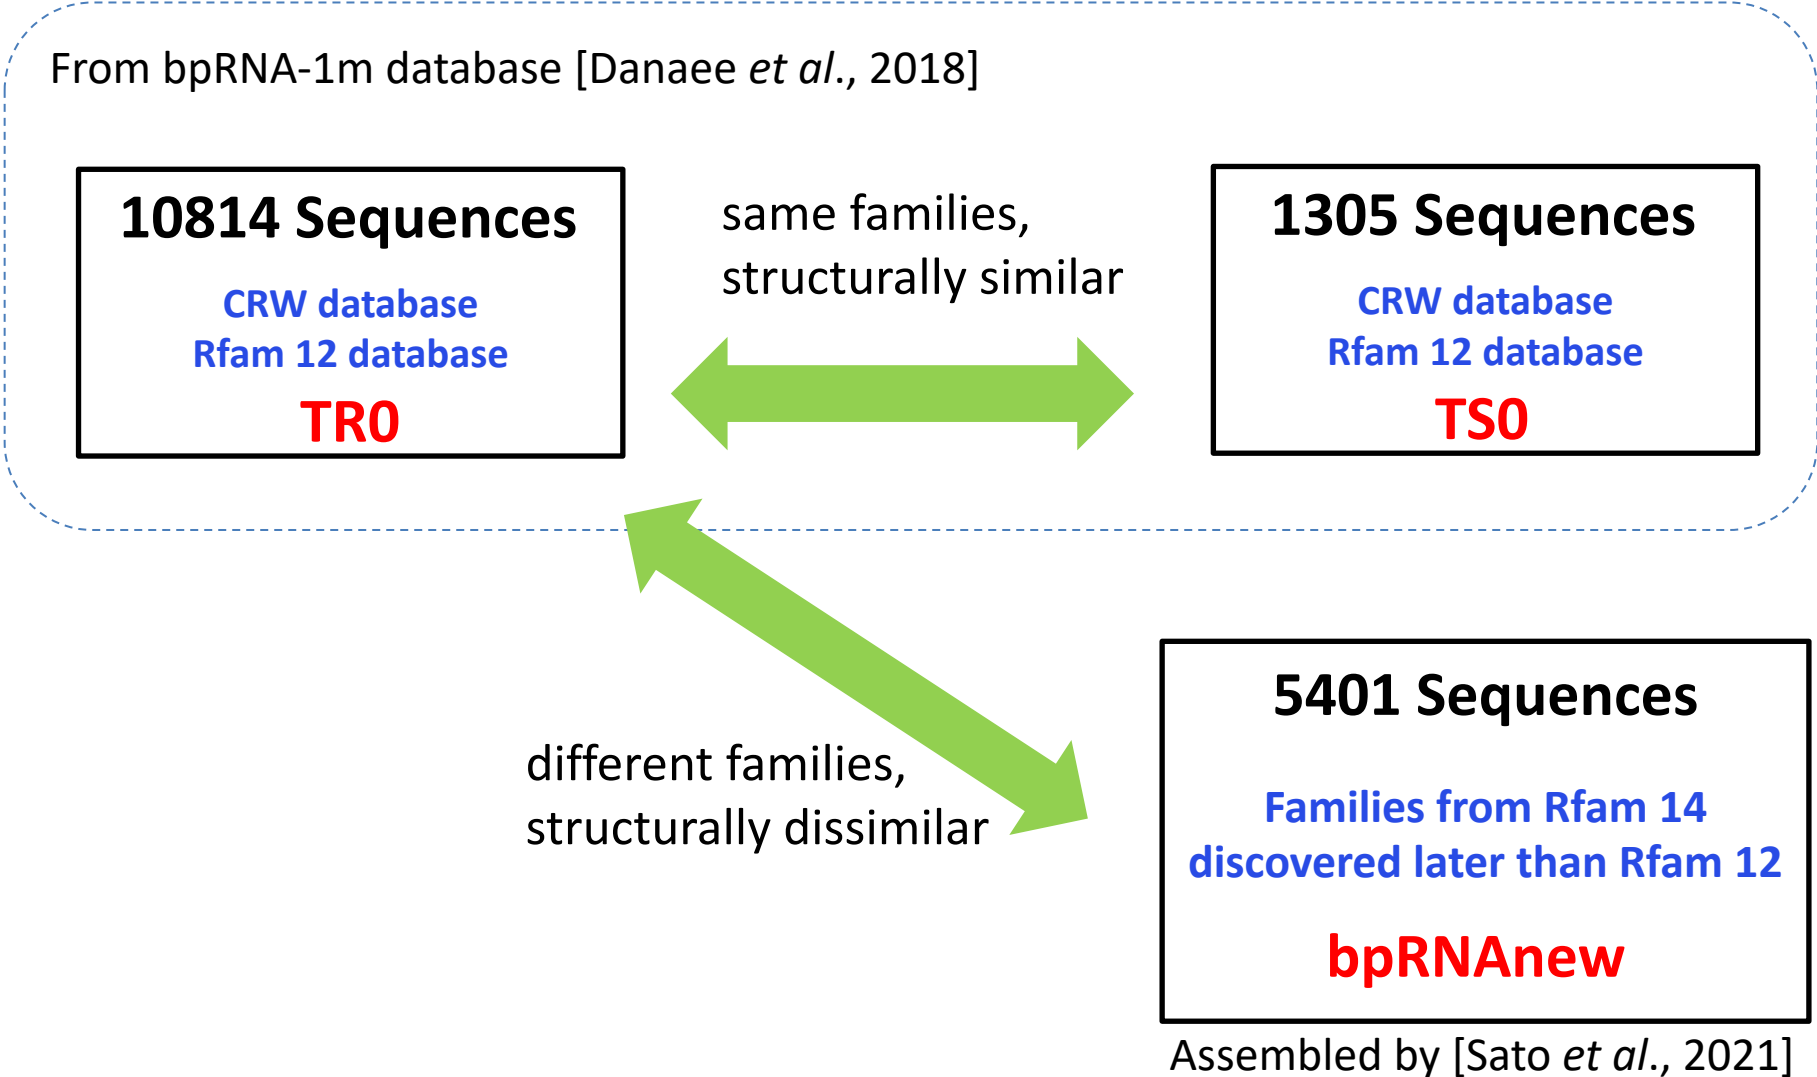 From bpRNA-1m database [Danaee et al., 2018]
10814 Sequences
CRW database
Rfam 12 database
TR0
same families,
structurally similar
1305 Sequences
CRW database
Rfam 12 database
TS0
different families,
structurally dissimilar
5401 Sequences
Families from Rfam 14
discovered later than Rfam 12
bpRNAnew
Assembled by [Sato et al., 2021]